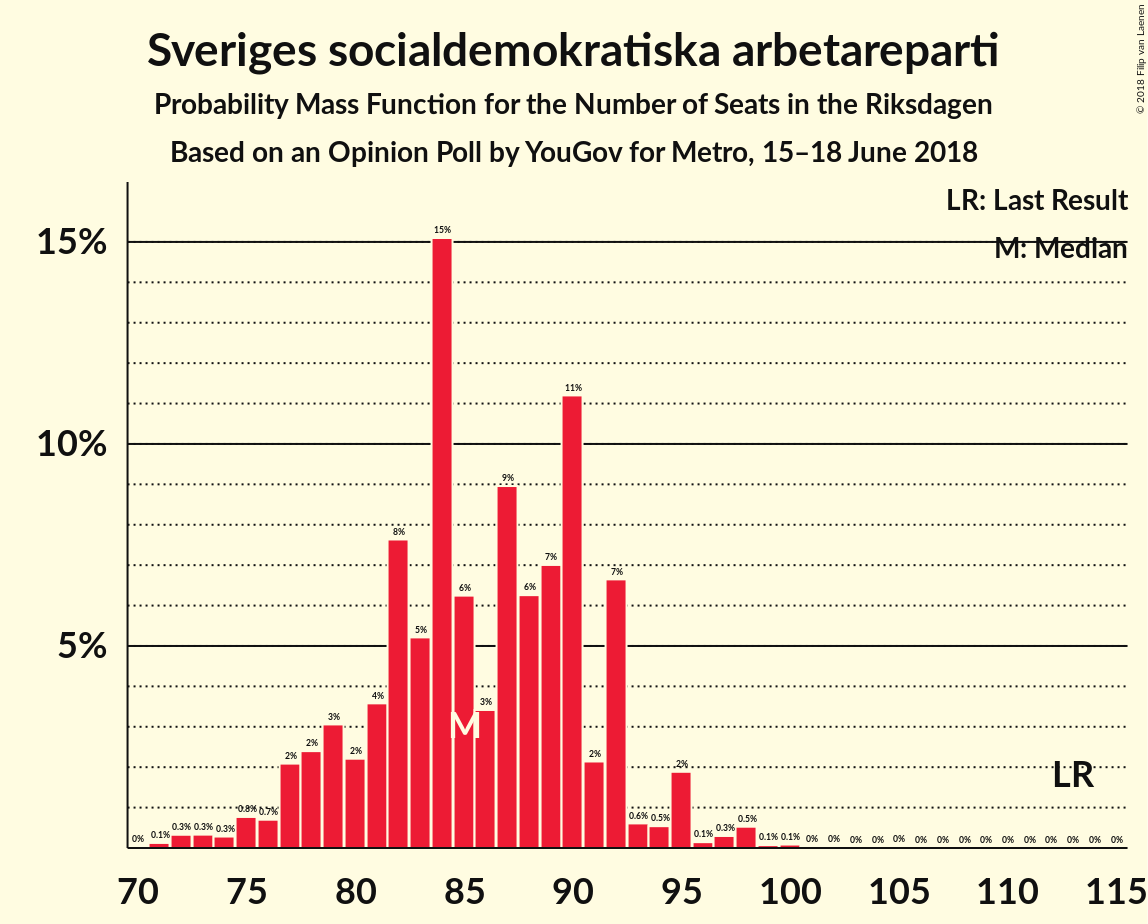 Sveriges socialdemokratiska arbetareparti
Probability Mass Function for the Number of Seats in the Riksdagen
Based on an Opinion Poll by YouGov for Metro, 15–18 June 2018
© 2018 Filip van Laenen
LR: Last Result
M: Median
15%
10%
5%
0% 0.1% 0.3% 0.3% 0.3% 0.8% 0.7% 2% 2% 3% 2% 4% 8% 5% 15% 6% 3% 9% 6% 7% 11% 2% 7% 0.6% 0.5% 2% 0.1% 0.3% 0.5% 0.1% 0.1% 0% 0% 0% 0% 0% 0% 0% 0% 0% 0% 0% 0% 0% 0% 0%
M
LR
70 75 80 85 90 95 100 105 110 115